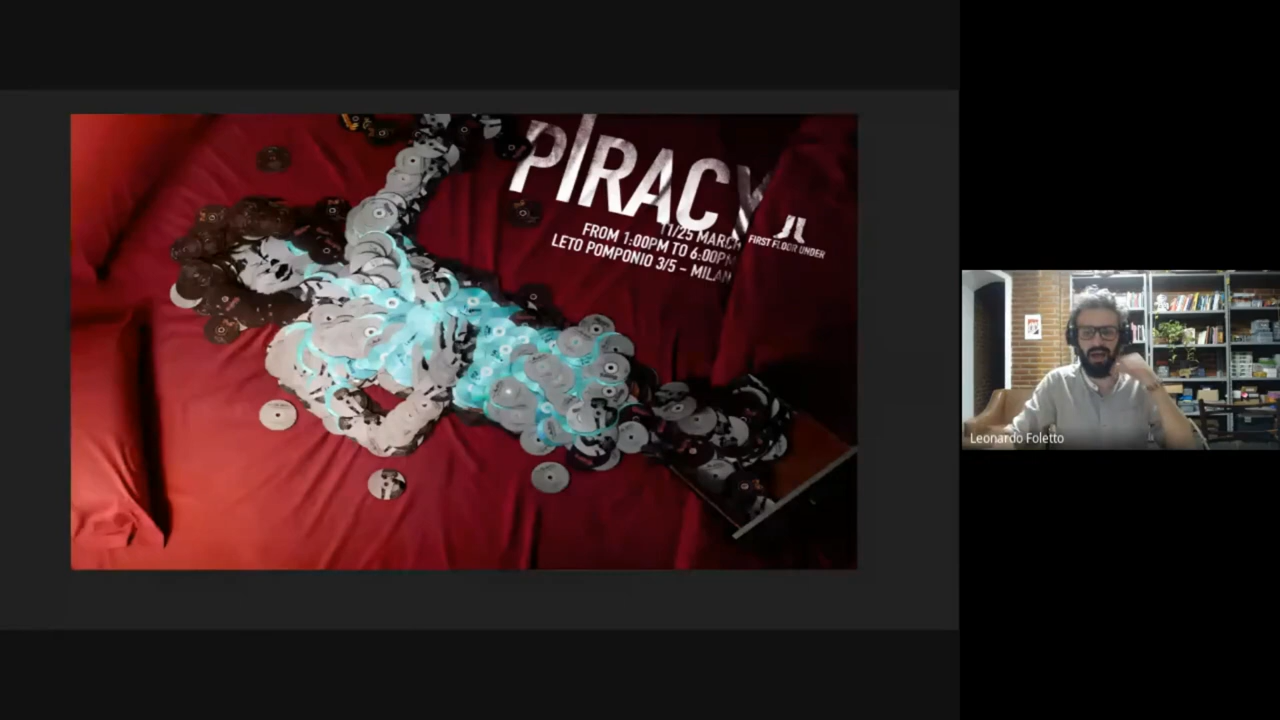 PIRACY
11/25 MARCH
FROM 1:00PM TO 6:00PM
LETO POMPONIO 3/5 – MILAN
FIRST FLOOR UNDER
Leonardo Foletto